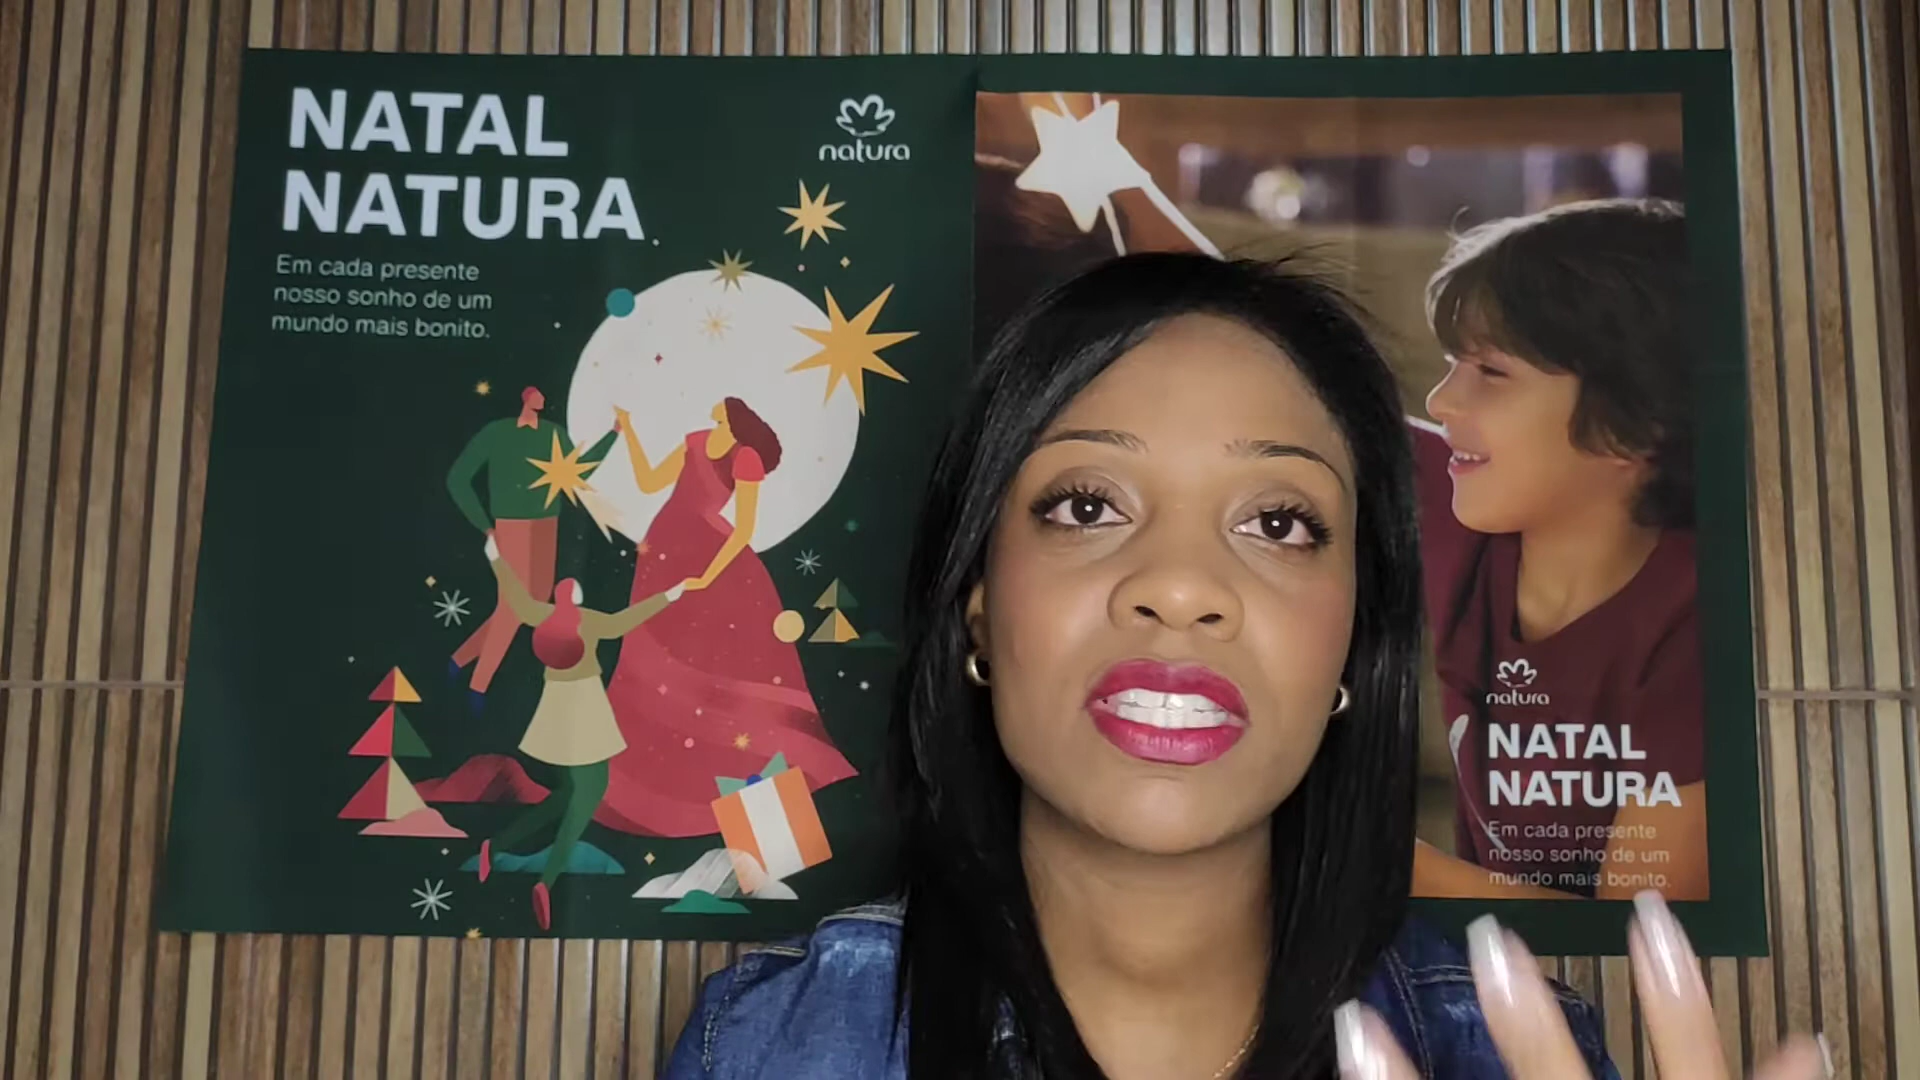 NATAL
NATURA
natura
Em cada presente
nosso sonho de um
mundo mais bonito.
natura
NATAL
NATURA
Em cada presente
nosso sonho de um
mundo mais bonito.